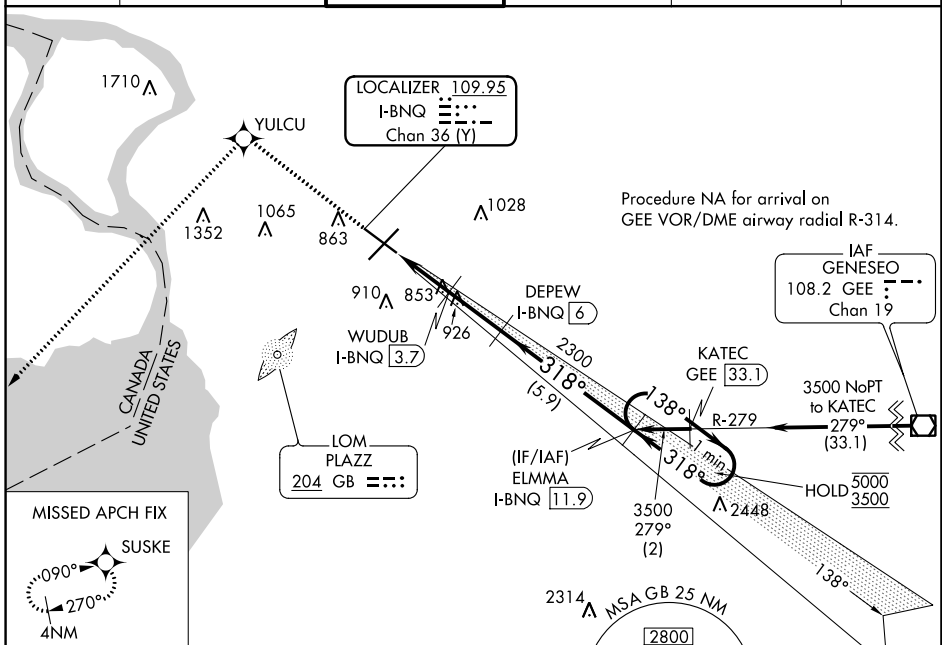 1710
LOCALIZER 109.95
I-BNQ
Chan 36 (Y)
YULCU
1352
1065
863
1028
Procedure NA for arrival on
GEE VOR/DME airway radial R-314.
IAF
GENESEO
108.2 GEE
Chan 19
910
853
926
WUDUB
I-BNQ 3.7
DEPEW
I-BNQ 6
2300
318°
(5.9)
KATEC
GEE 33.1
138°
R-279
3500 NoPT
to KATEC
279°
(33.1)
CANADA
UNITED STATES
LOM
PLAZZ
204 GB
(IF/IAF)
ELMMA
I-BNQ 11.9
1 min
318°
HOLD 5000
3500
2448
3500
279°
(2)
138°
MISSED APCH FIX
SUSKE
090°
270°
4NM
2314
MSA GB 25 NM
2800